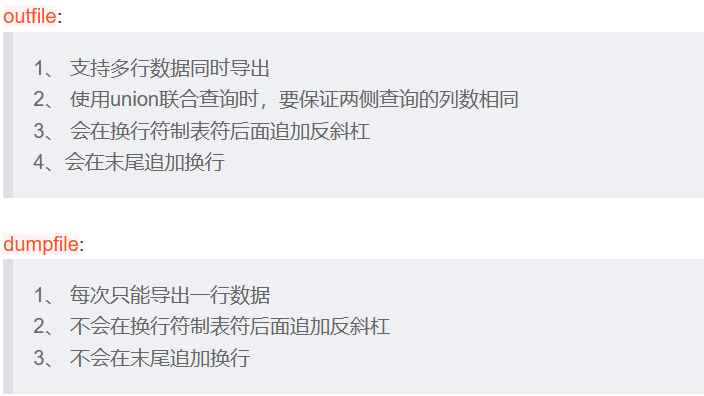 outfile:
1、 支持多行数据同时导出
2、 使用union联合查询时，要保证两侧查询的列数相同
3、 会在换行符制表符后面追加反斜杠
4、会在末尾追加换行
dumpfile:
1、 每次只能导出一行数据
2、 不会在换行符制表符后面追加反斜杠
3、 不会在末尾追加换行